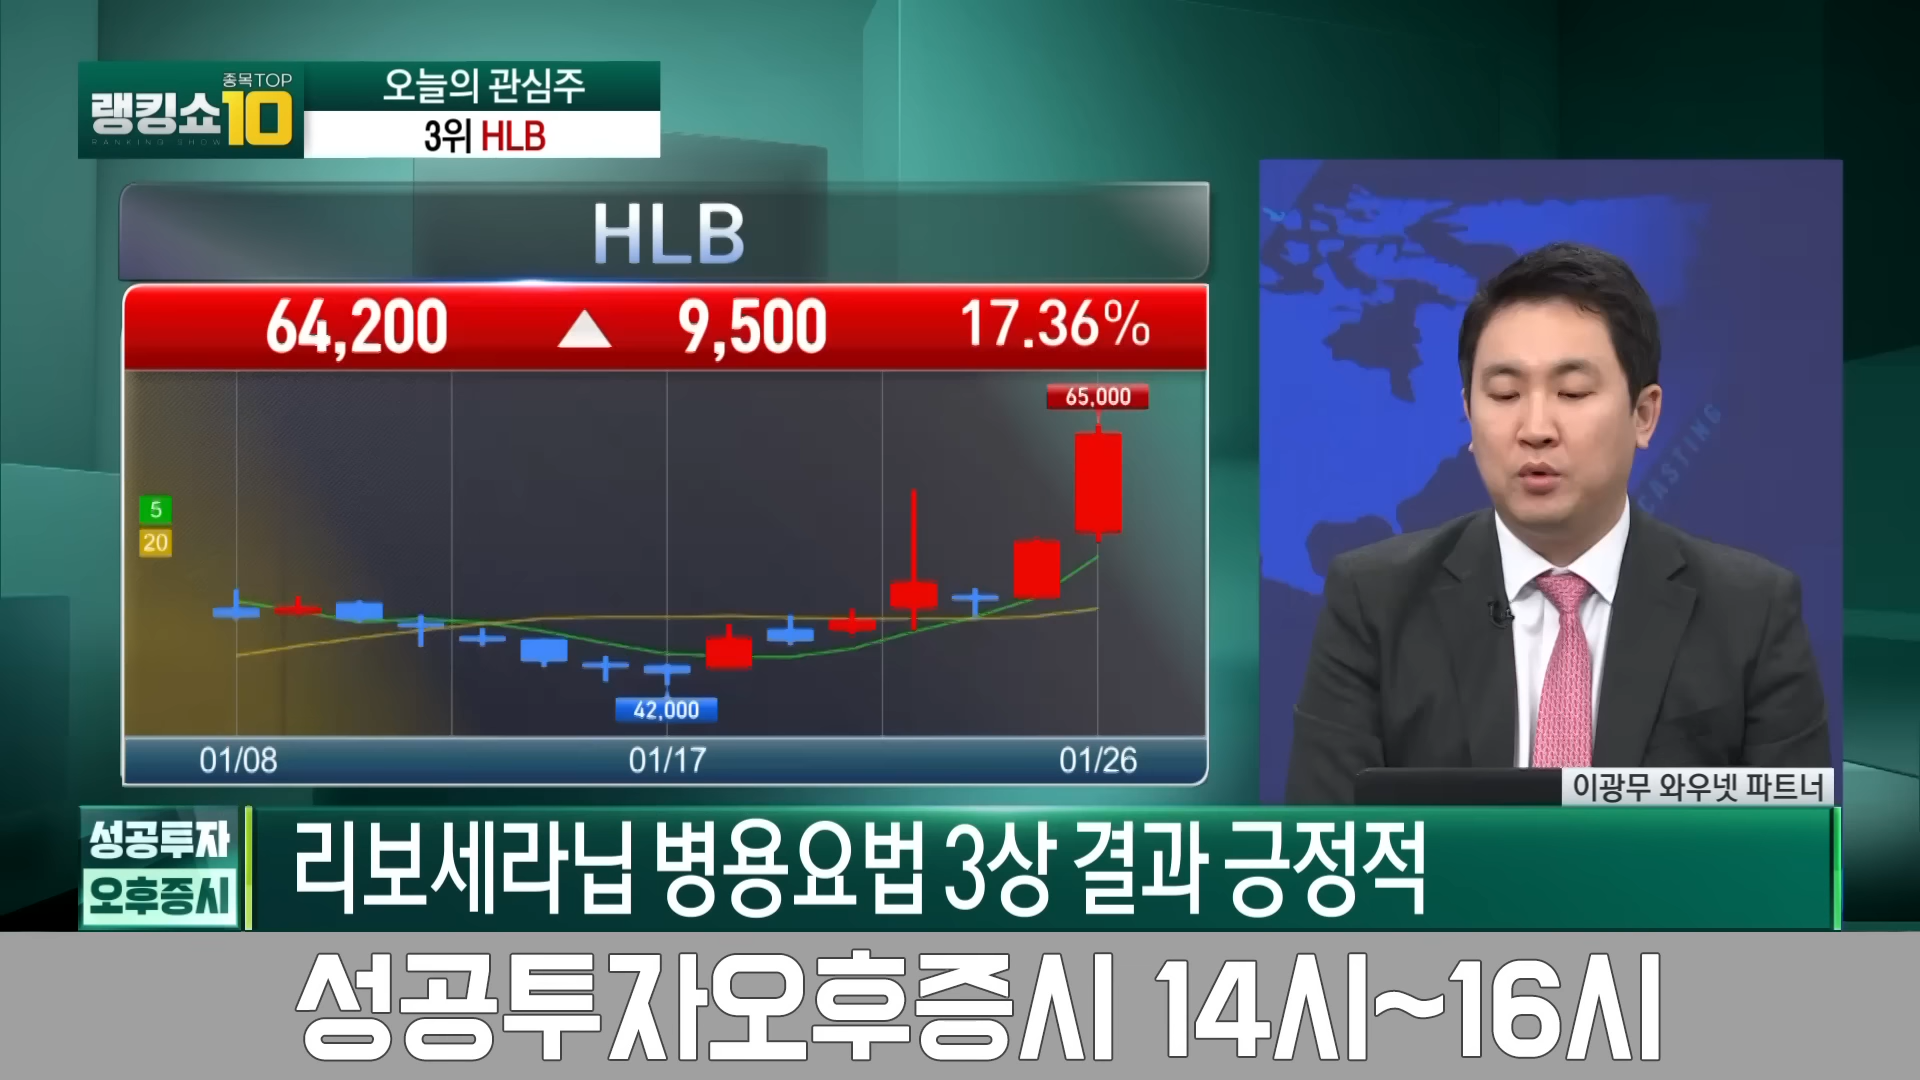 종목TOP
랭킹쇼10
RANKING SHOW
오늘의 관심주
3위 HLB
HLB
64,200 ▲ 9,500 17.36%
65,000
5
20
42,000
01/08 01/17 01/26
CASTING
이광무 와우넷 파트너
성공투자
오후증시
리보세라닙 병용요법 3상 결과 긍정적
성공투자오후증시 14시~16시